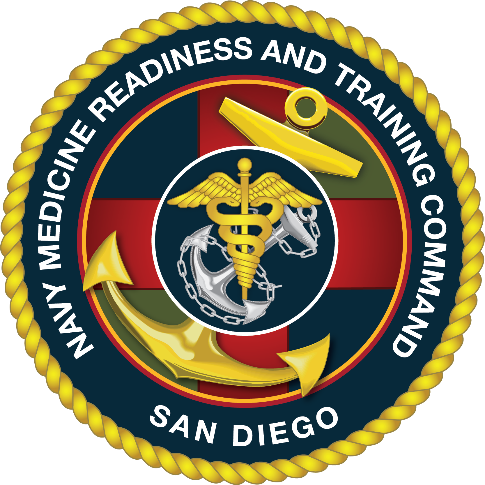 NAVY MEDICINE READINESS AND TRAINING COMMAND
SAN DIEGO